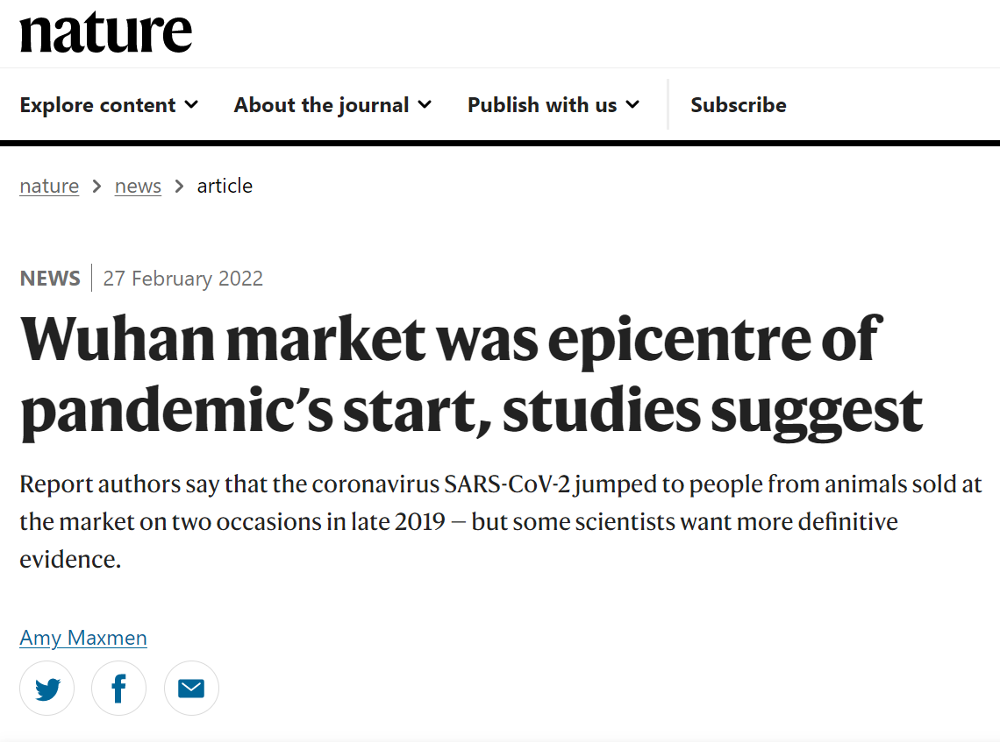 nature
Explore content About the journal Publish with us Subscribe
nature > news > article
NEWS | 27 February 2022
Wuhan market was epicentre of
pandemic’s start, studies suggest
Report authors say that the coronavirus SARS-CoV-2 jumped to people from animals sold at
the market on two occasions in late 2019 — but some scientists want more definitive
evidence.
Amy Maxmen